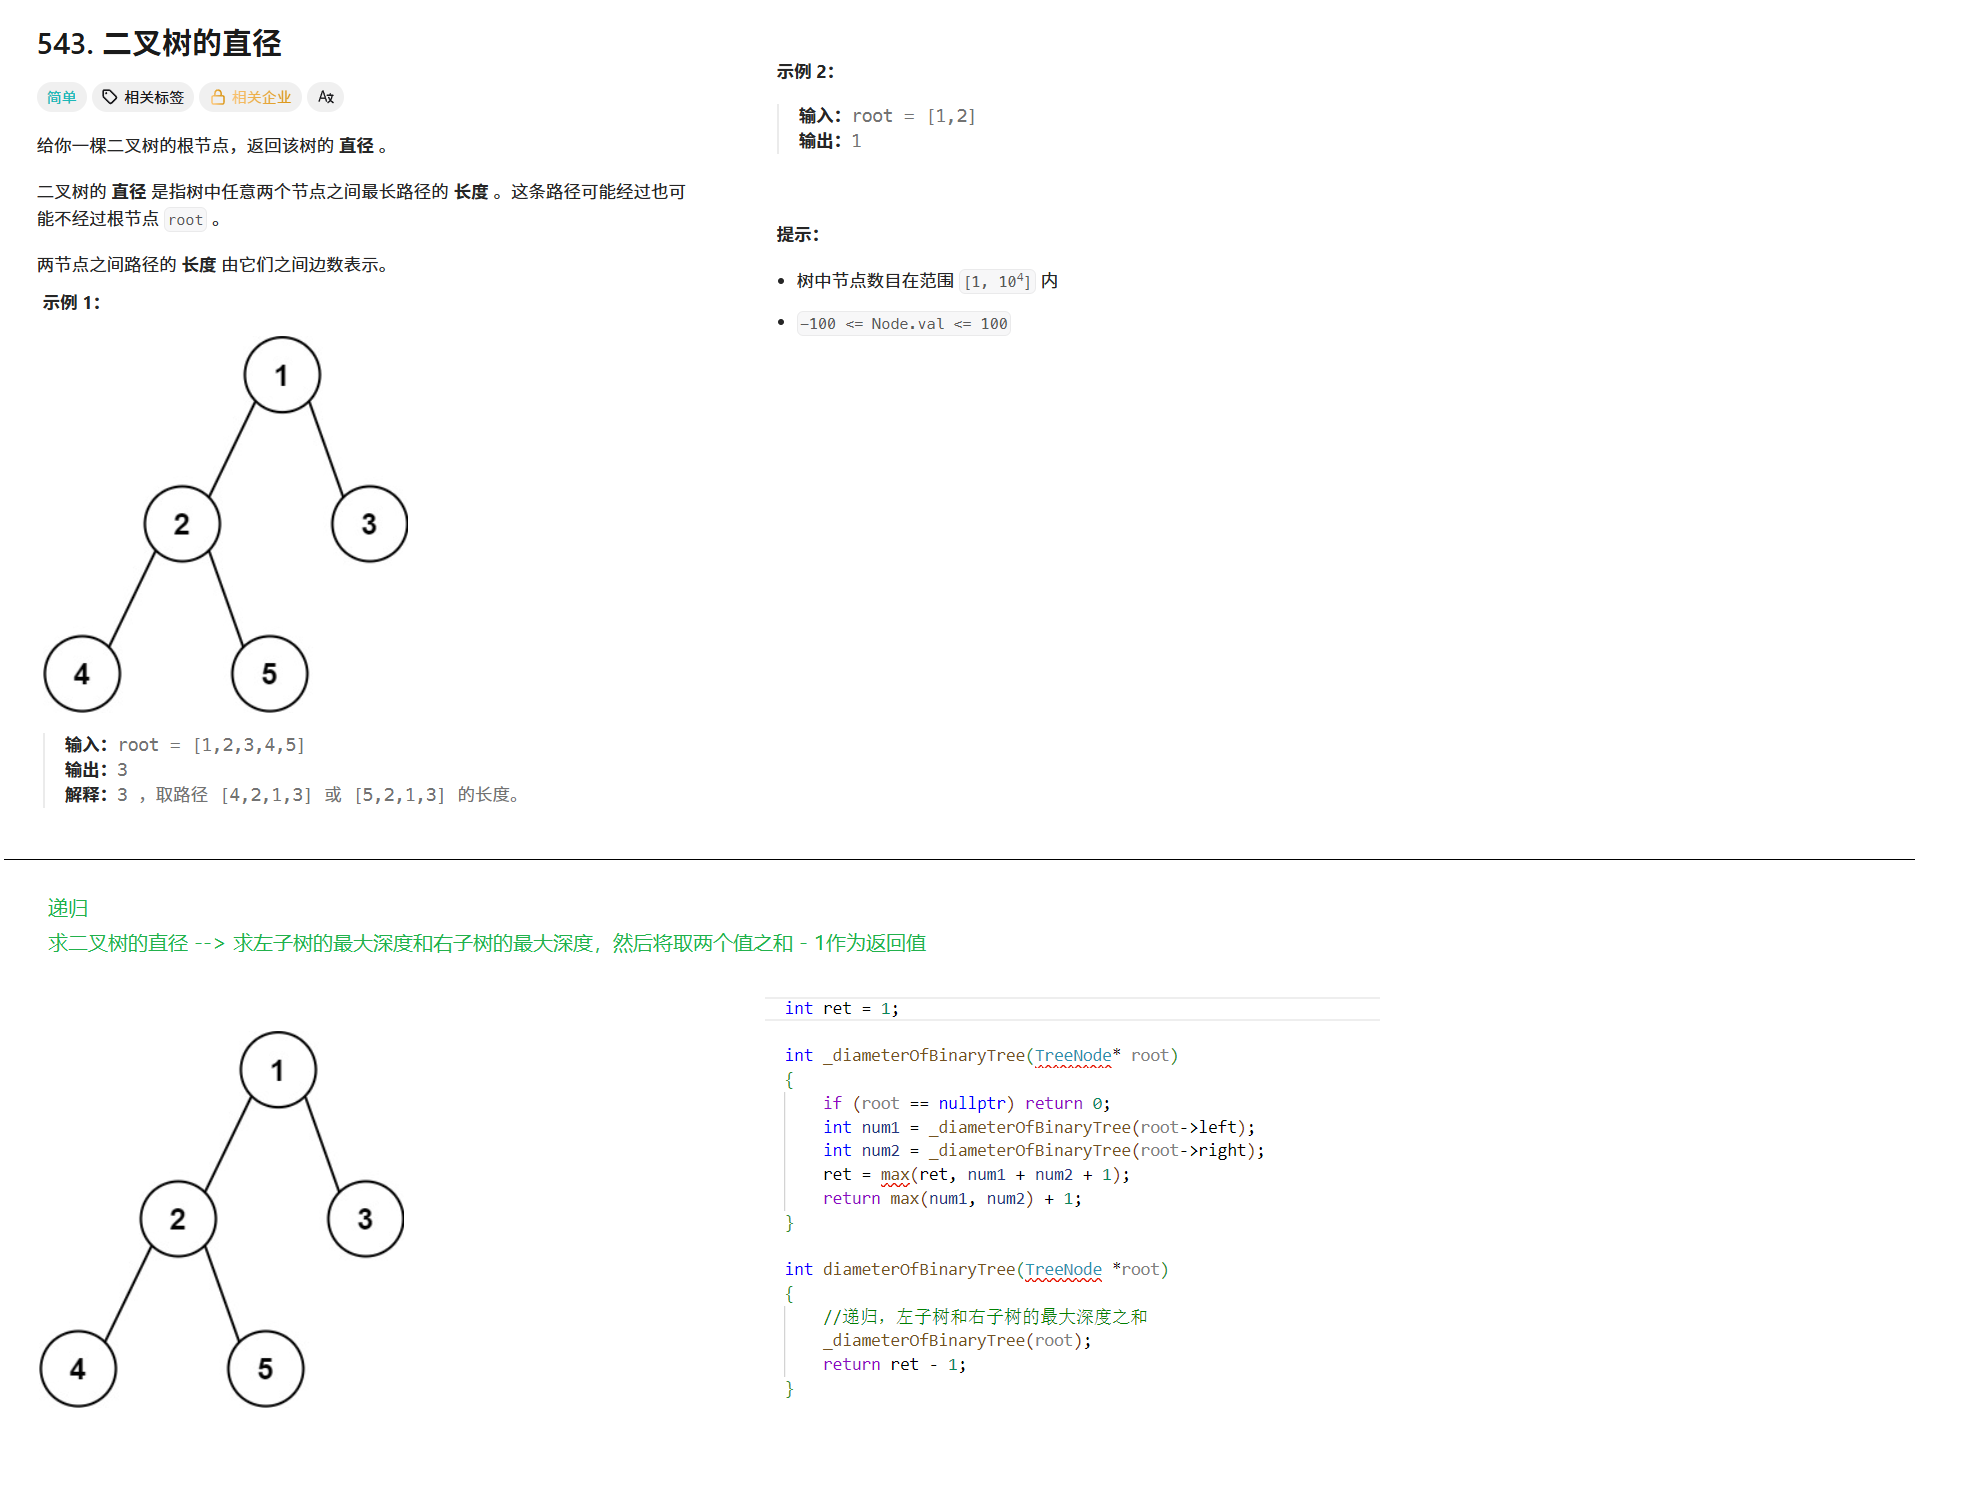 543. 二叉树的直径
简单 相关标签 相关企业 Aあ
给你一棵二叉树的根节点，返回该树的 直径 。
二叉树的 直径 是指树中任意两个节点之间最长路径的 长度 。这条路径可能经过也可
能不经过根节点 root 。
两节点之间路径的 长度 由它们之间边数表示。
示例 1：
1
2 3
4 5
输入：root = [1,2,3,4,5]
输出：3
解释：3 ，取路径 [4,2,1,3] 或 [5,2,1,3] 的长度。
示例 2：
输入：root = [1,2]
输出：1
提示：
• 树中节点数目在范围 [1, 10⁴] 内
• -100 <= Node.val <= 100
递归
求二叉树的直径 --> 求左子树的最大深度和右子树的最大深度，然后将取两个值之和 - 1作为返回值
1
2 3
4 5
int ret = 1;
int _diameterOfBinaryTree(TreeNode* root)
{
if (root == nullptr) return 0;
int num1 = _diameterOfBinaryTree(root->left);
int num2 = _diameterOfBinaryTree(root->right);
ret = max(ret, num1 + num2 + 1);
return max(num1, num2) + 1;
}
int diameterOfBinaryTree(TreeNode *root)
{
//递归，左子树和右子树的最大深度之和
_diameterOfBinaryTree(root);
return ret - 1;
}